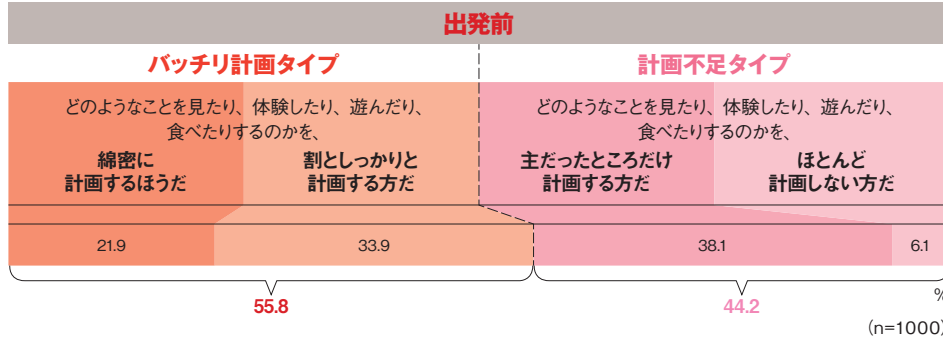 出発前
バッチリ計画タイプ
計画不足タイプ
どのようなことを見たり、体験したり、遊んだり、
食べたりするのかを、
綿密に
計画するほうだ
割としっかりと
計画する方だ
どのようなことを見たり、体験したり、遊んだり、
食べたりするのかを、
主だったところだけ
計画する方だ
ほとんど
計画しない方だ
21.9
33.9
38.1
6.1
55.8
44.2
%
(n=1000)